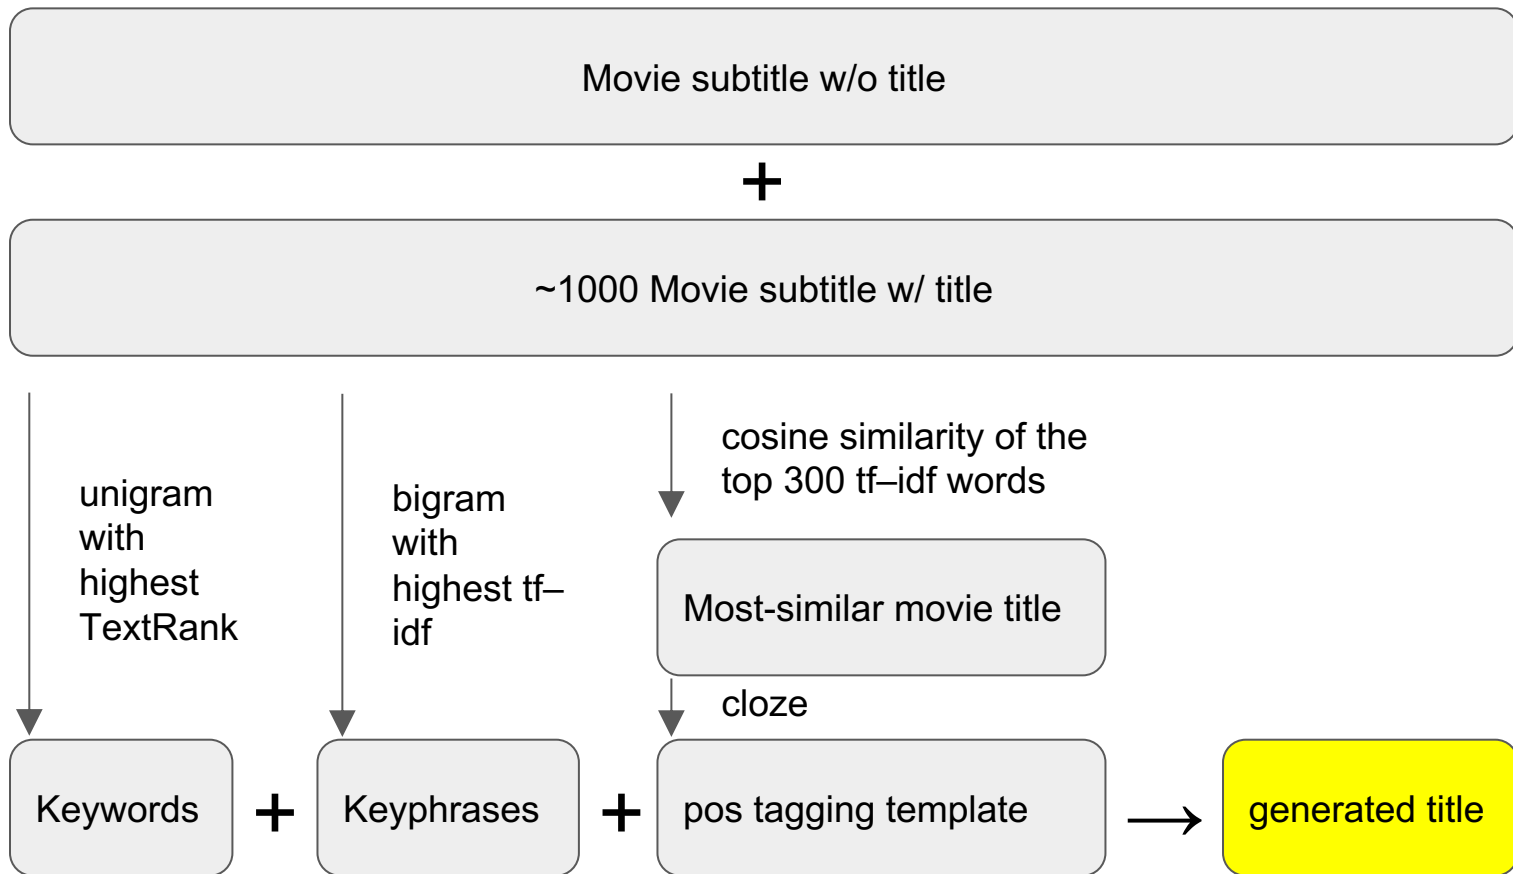 Movie subtitle w/o title
+
~1000 Movie subtitle w/ title
unigram
with
highest
TextRank
bigram
with
highest tf–
idf
cosine similarity of the
top 300 tf–idf words
Most-similar movie title
cloze
Keywords + Keyphrases + pos tagging template → generated title